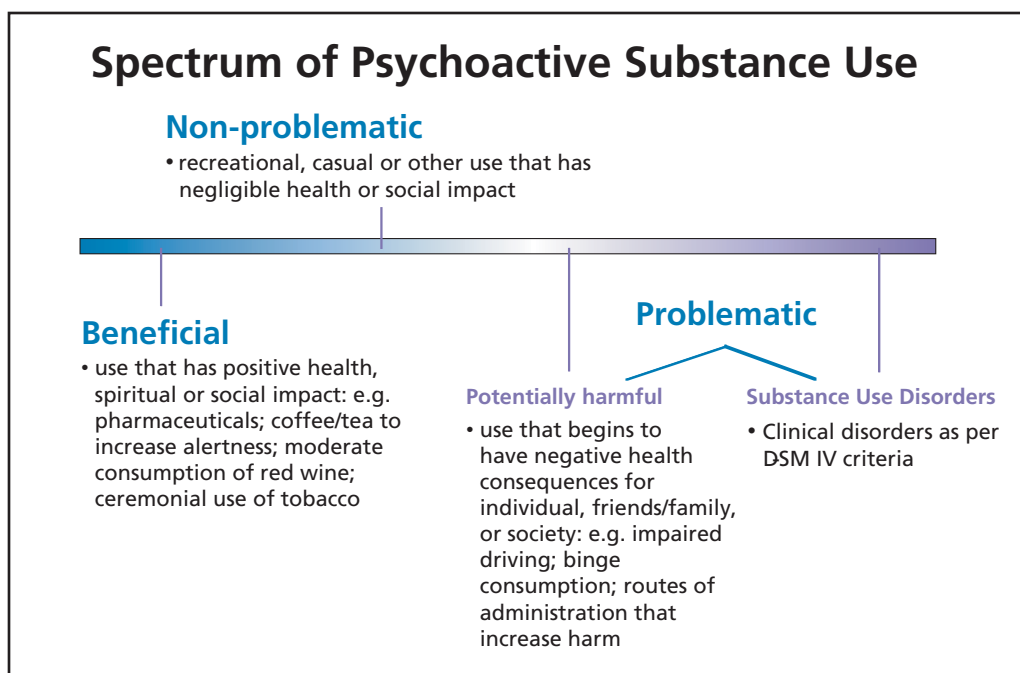 Spectrum of Psychoactive Substance Use
Non-problematic
• recreational, casual or other use that has
negligible health or social impact
Beneficial
• use that has positive health,
spiritual or social impact: e.g.
pharmaceuticals; coffee/tea to
increase alertness; moderate
consumption of red wine;
ceremonial use of tobacco
Problematic
Potentially harmful
• use that begins to
have negative health
consequences for
individual, friends/family,
or society: e.g. impaired
driving; binge
consumption; routes of
administration that
increase harm
Substance Use Disorders
• Clinical disorders as per
D-SM IV criteria